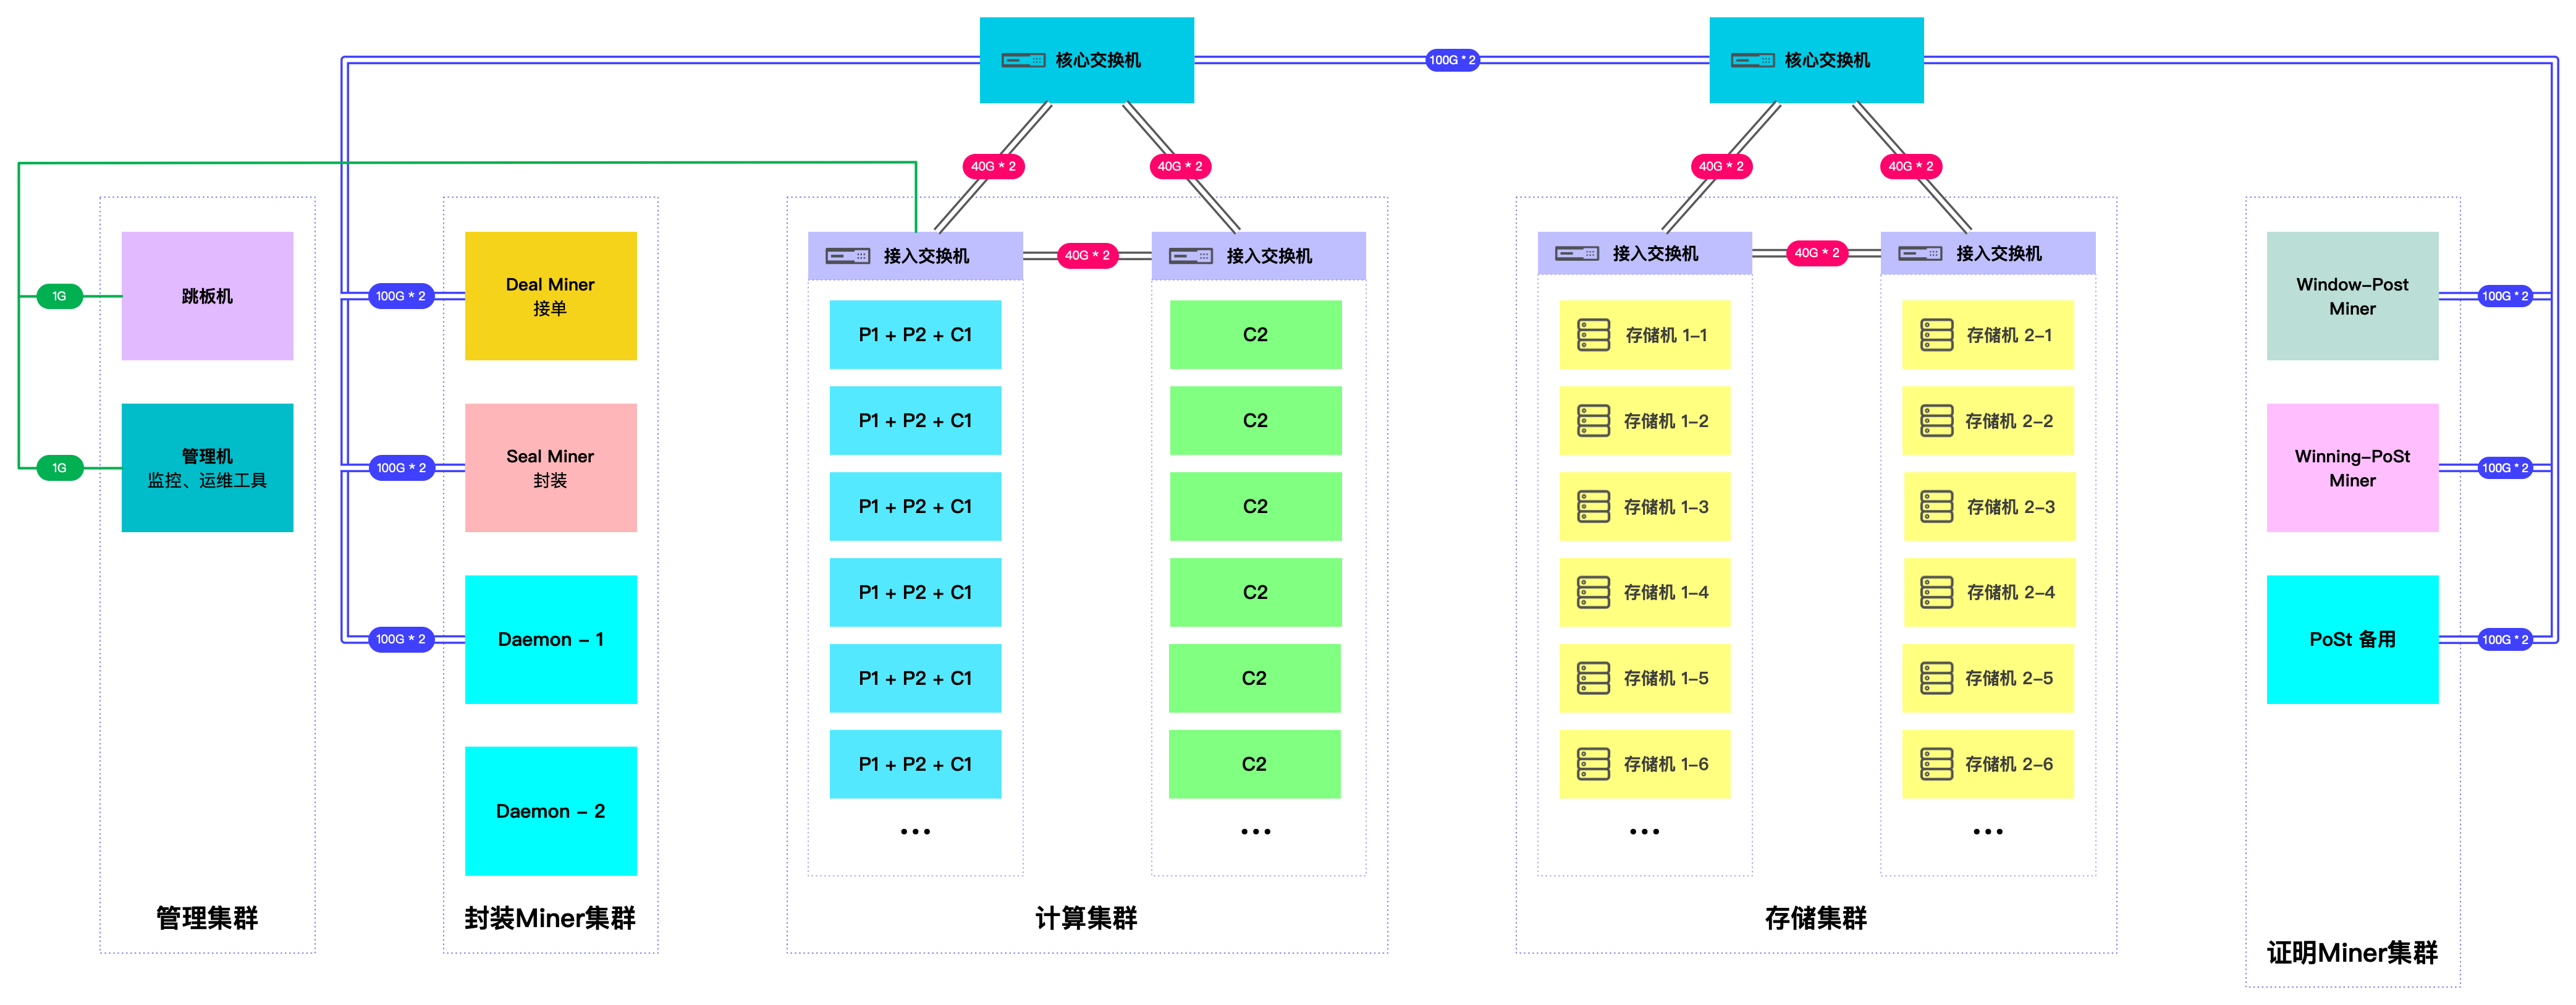 核心交换机
100G * 2
核心交换机
40G * 2
40G * 2
40G * 2
40G * 2
1G
跳板机
1G
管理机
监控、运维工具
管理集群
100G * 2
Deal Miner
接单
100G * 2
Seal Miner
封装
100G * 2
Daemon - 1
Daemon - 2
封装Miner集群
接入交换机
40G * 2
接入交换机
P1 + P2 + C1
P1 + P2 + C1
P1 + P2 + C1
P1 + P2 + C1
P1 + P2 + C1
P1 + P2 + C1
...
C2
C2
C2
C2
C2
C2
...
计算集群
接入交换机
40G * 2
接入交换机
存储机 1-1
存储机 1-2
存储机 1-3
存储机 1-4
存储机 1-5
存储机 1-6
...
存储机 2-1
存储机 2-2
存储机 2-3
存储机 2-4
存储机 2-5
存储机 2-6
...
存储集群
Window-Post
Miner
100G * 2
Winning-PoSt
Miner
100G * 2
PoSt 备用
100G * 2
证明Miner集群